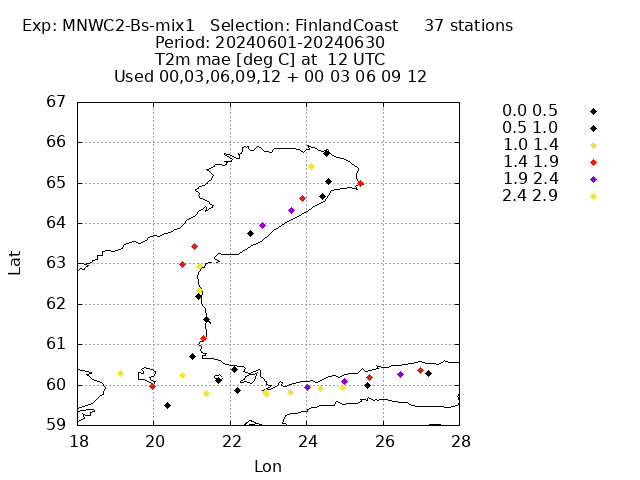 Exp: MNWC2-Bs-mix1 Selection: FinlandCoast 37 stations
Period: 20240601-20240630
T2m mae [deg C] at 12 UTC
Used 00,03,06,09,12 + 00 03 06 09 12
67
66
65
64
63
62
61
60
59
18 20 22 24 26 28
Lat
Lon
0.0 0.5
0.5 1.0
1.0 1.4
1.4 1.9
1.9 2.4
2.4 2.9